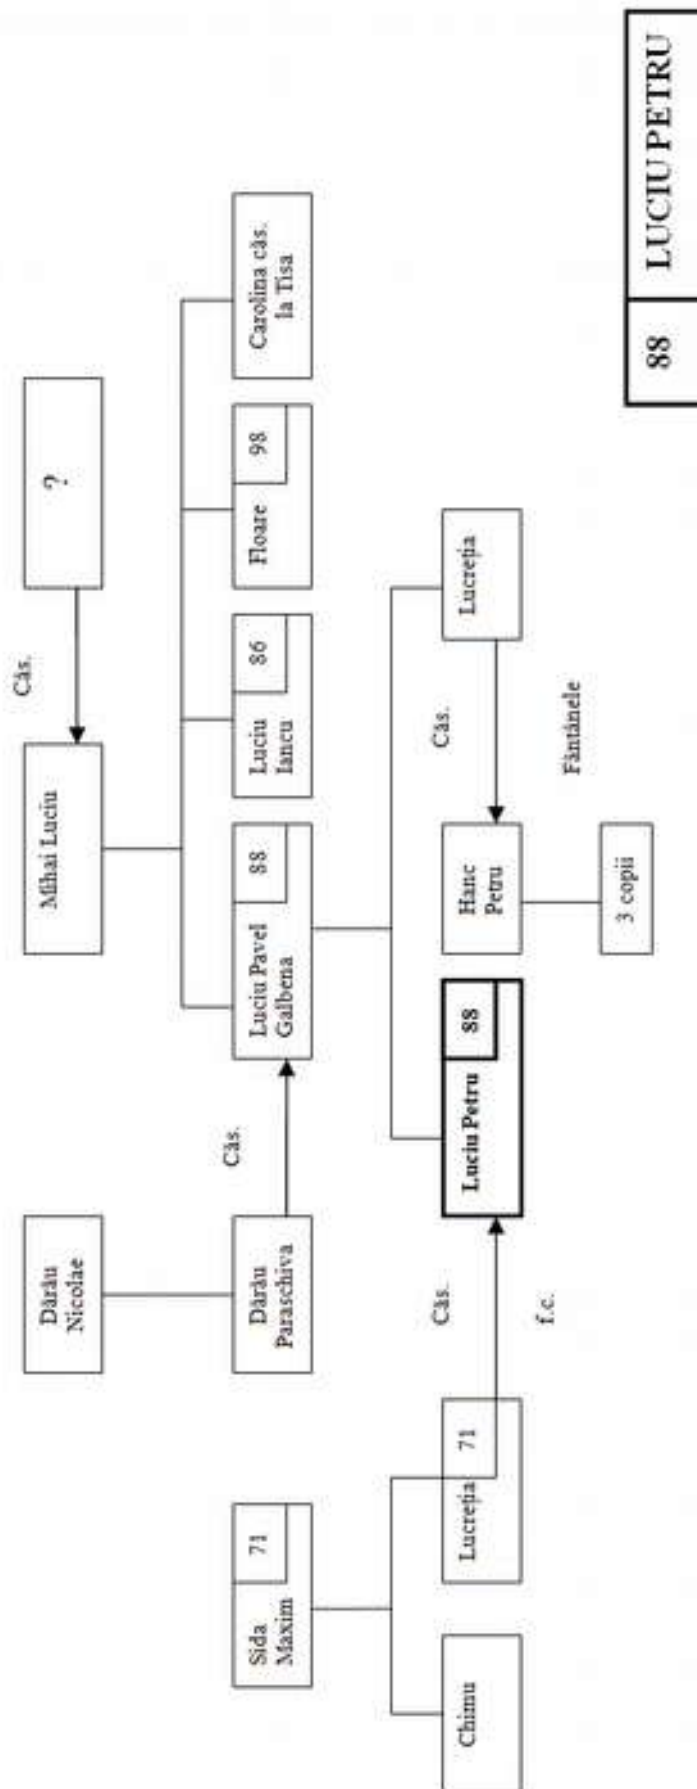 Dărău
Nicolae
Mihai Luciu
Căs.
?
Sida
Maxim
71
Dărău
Paraschiva
Căs.
Luciu Pavel
Galbena
88
Luciu
Iancu
86
Floare
98
Carolina căs.
la Tisa
Chimu
Lucreția
71
Căs.
f.c.
Luciu Petru
88
Hanc
Petru
Căs.
Lucreția
Fântânele
3 copii
88
LUCIU PETRU